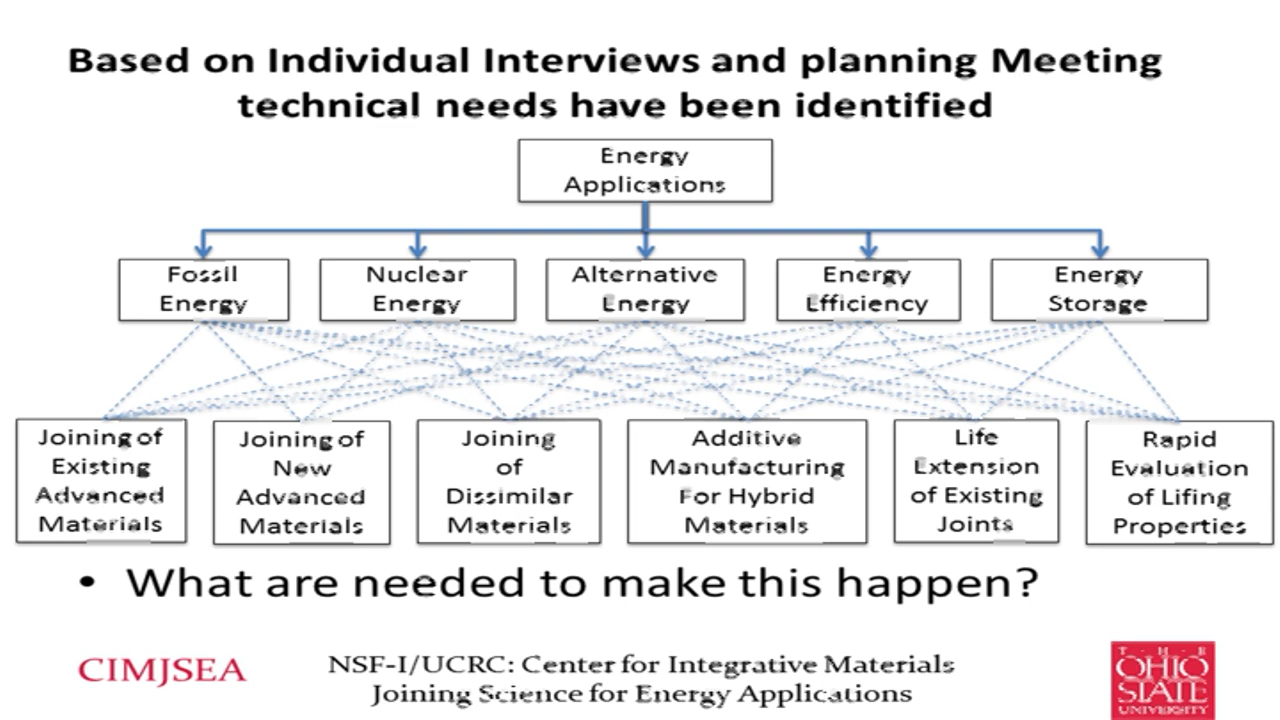 Based on Individual Interviews and planning Meeting
technical needs have been identified
Energy
Applications
Fossil
Energy
Nuclear
Energy
Alternative
Energy
Energy
Efficiency
Energy
Storage
Joining of
Existing
Advanced
Materials
Joining of
New
Advanced
Materials
Joining
of
Dissimilar
Materials
Additive
Manufacturing
For Hybrid
Materials
Life
Extension
of Existing
Joints
Rapid
Evaluation
of Lifing
Properties
• What are needed to make this happen?
CIMJSEA
NSF-I/UCRC: Center for Integrative Materials
Joining Science for Energy Applications
T · H · E
OHIO
STATE
UNIVERSITY